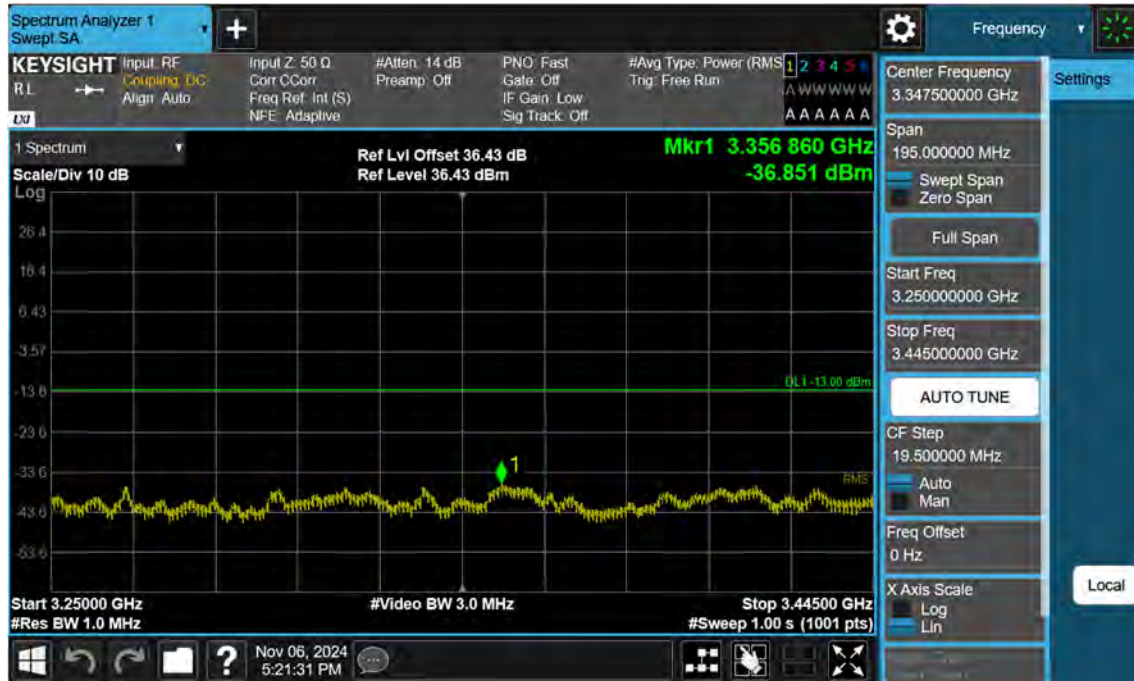 Spectrum Analyzer 1
Swept SA
Frequency
KEYSIGHT
RL
LXI
Input: RF
Coupling: DC
Align: Auto
Input Z: 50 Ω
Corr CCorr
Freq Ref: Int (S)
NFE: Adaptive
#Atten: 14 dB
Preamp: Off
PNO: Fast
Gate: Off
IF Gain: Low
Sig Track: Off
#Avg Type: Power (RMS
Trig: Free Run
1 2 3 4 5 6
A W W W W W
A A A A A A
1 Spectrum
Scale/Div 10 dB
Log
Ref Lvl Offset 36.43 dB
Ref Level 36.43 dBm
Mkr1 3.356 860 GHz
-36.851 dBm
26.4
16.4
6.43
-3.57
-13.6
-23.6
-33.6
-43.6
-53.6
DL1 -13.00 dBm
1
RMS
Start 3.25000 GHz
#Res BW 1.0 MHz
#Video BW 3.0 MHz
Stop 3.44500 GHz
#Sweep 1.00 s (1001 pts)
Center Frequency
3.347500000 GHz
Span
195.000000 MHz
Swept Span
Zero Span
Full Span
Start Freq
3.250000000 GHz
Stop Freq
3.445000000 GHz
AUTO TUNE
CF Step
19.500000 MHz
Auto
Man
Freq Offset
0 Hz
X Axis Scale
Log
Lin
Settings
Local
?
Nov 06, 2024
5:21:31 PM